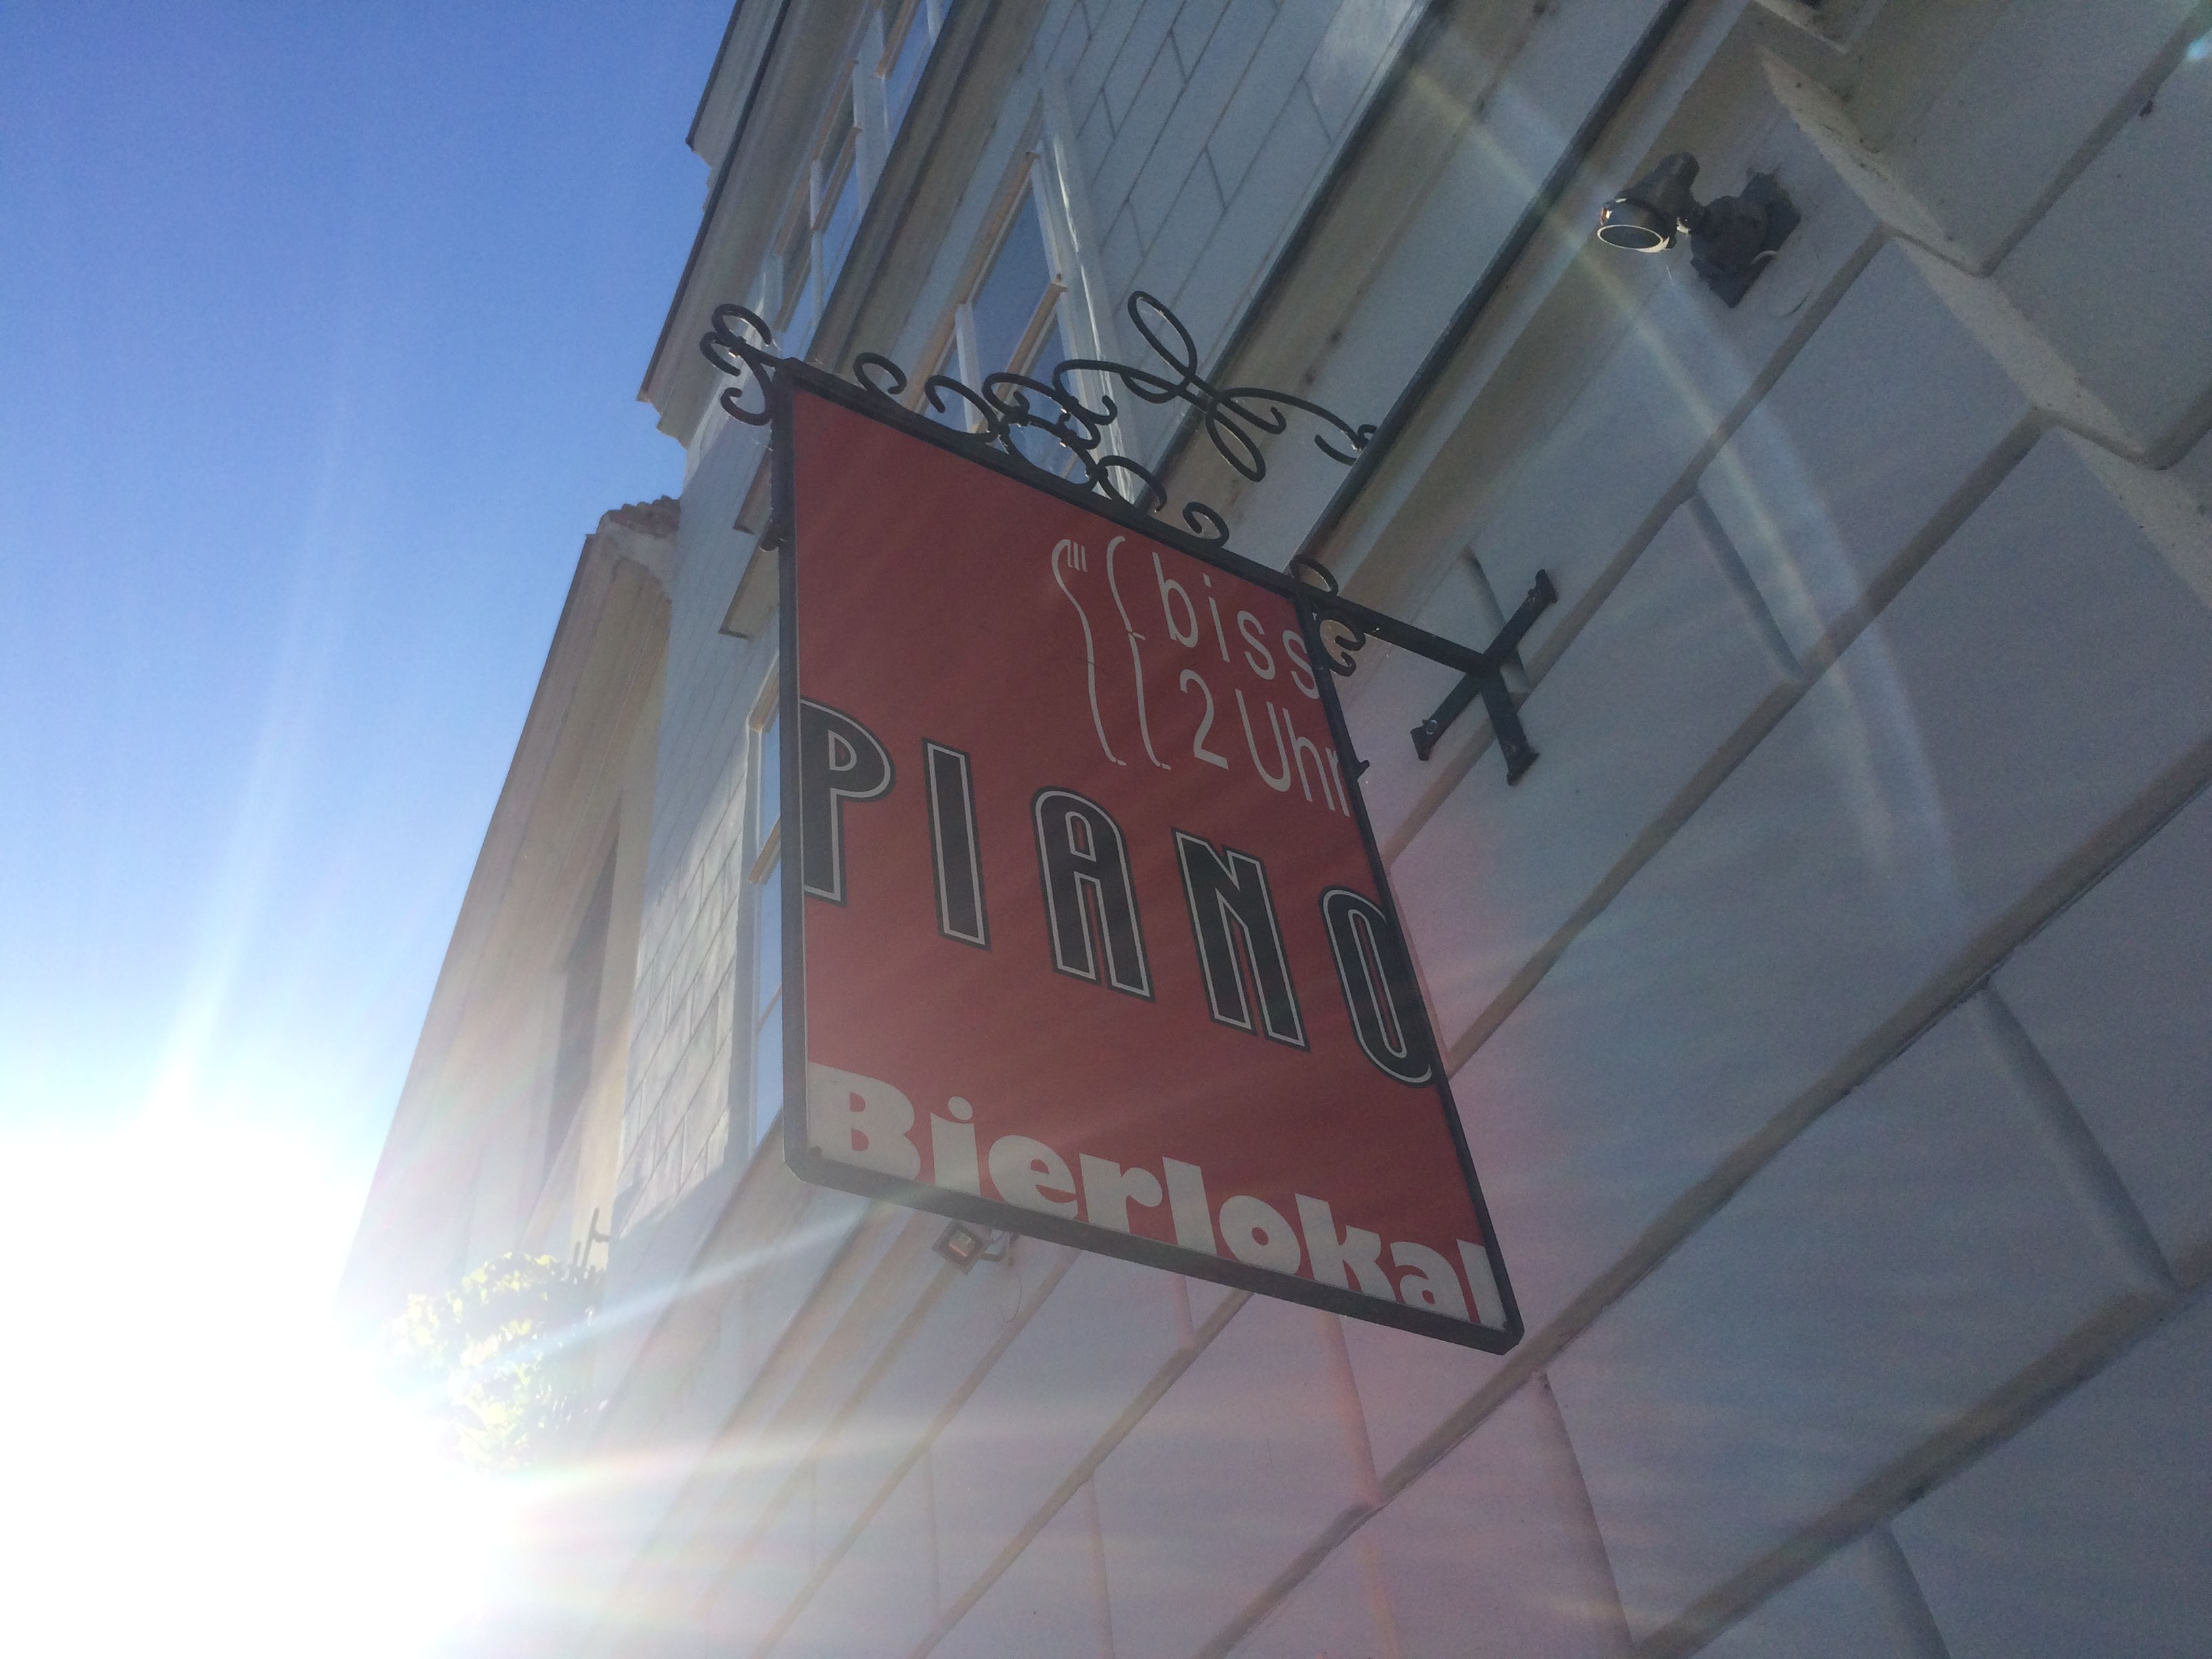 biss
2 Uhr
PIANO
Bierlokal